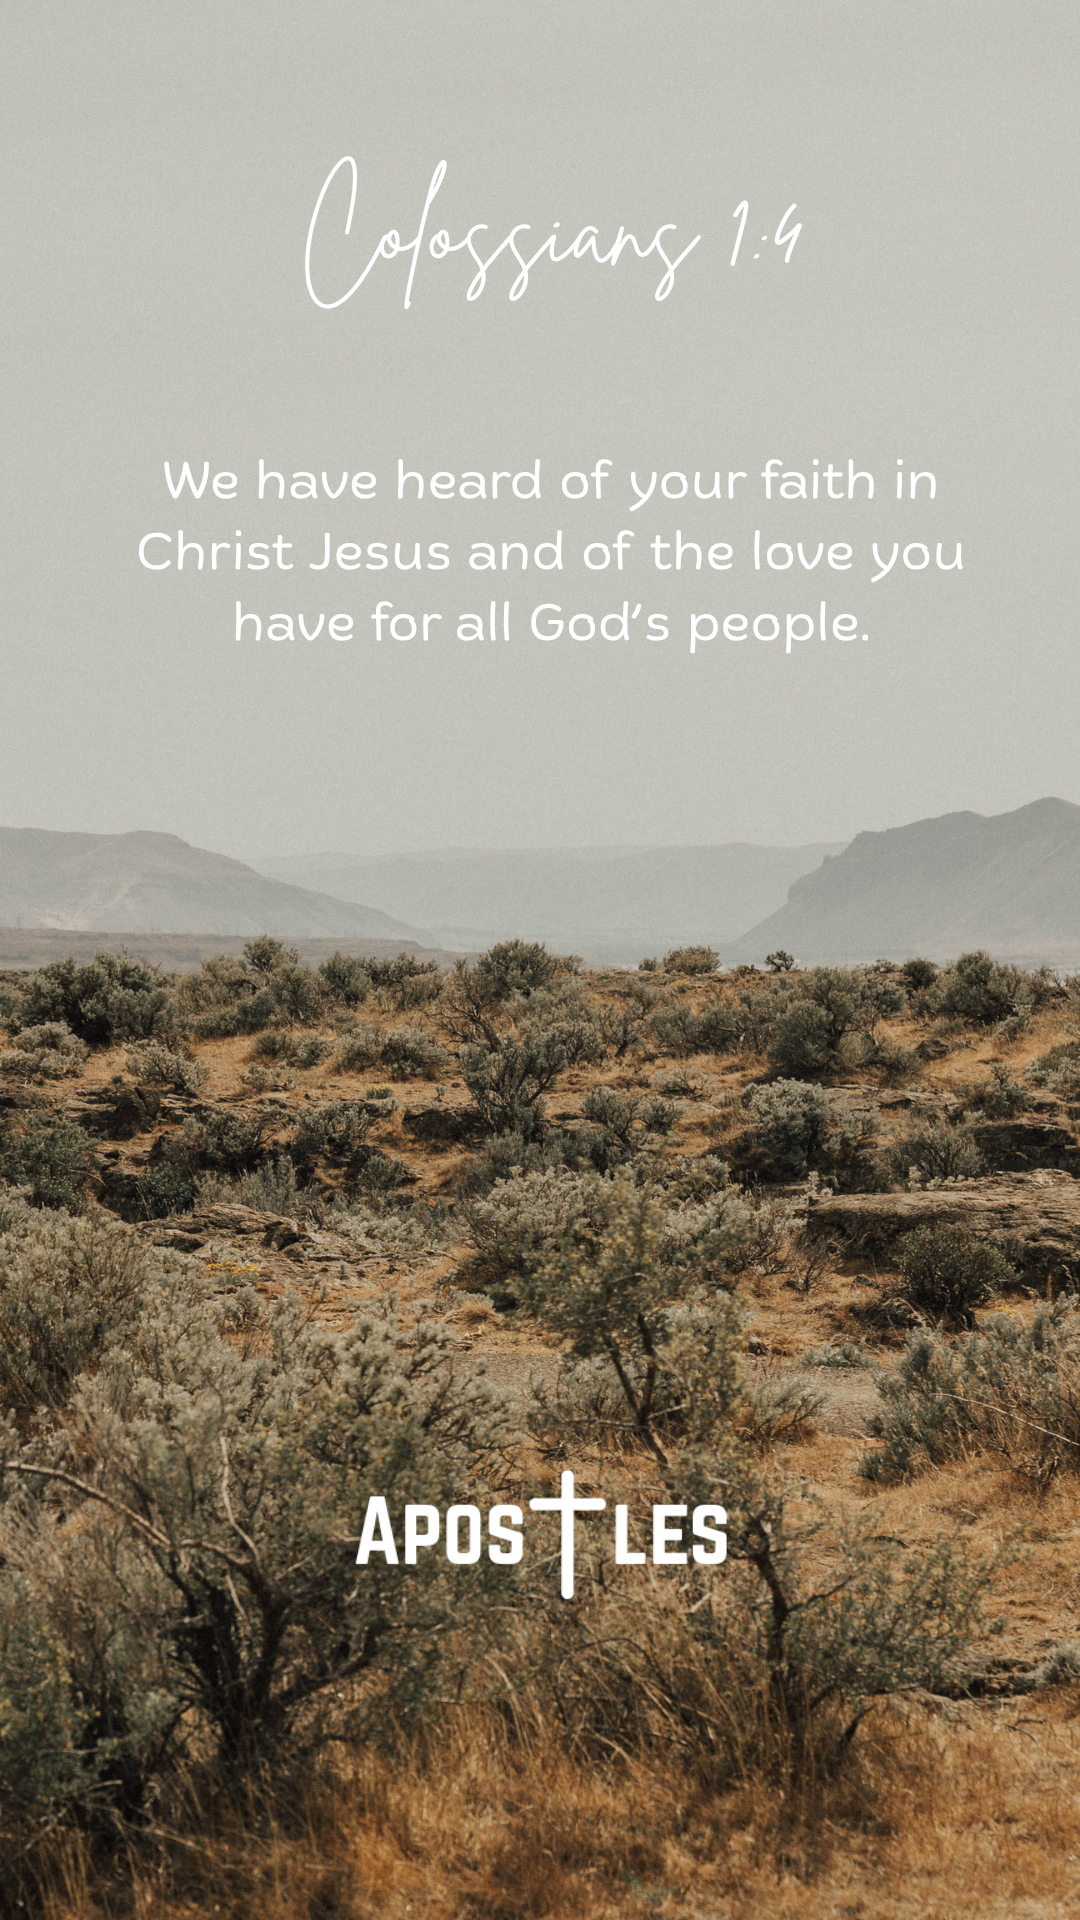 Colossians 1:4
We have heard of your faith in
Christ Jesus and of the love you
have for all God's people.
APOSTLES